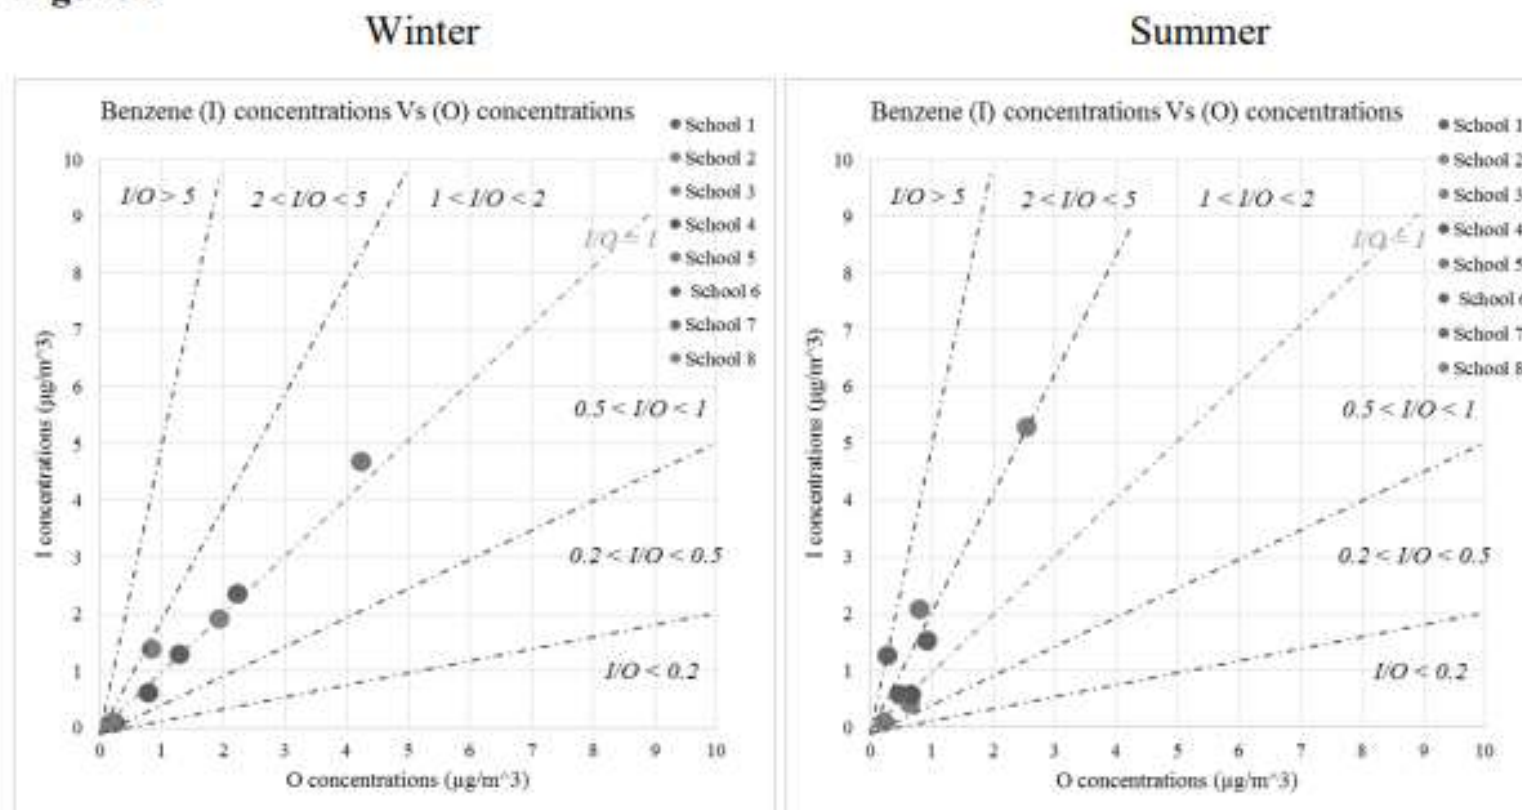 Winter
Benzene (I) concentrations Vs (O) concentrations
School 1
School 2
School 3
School 4
School 5
School 6
School 7
School 8
I/O > 5
2 < I/O < 5
1 < I/O < 2
I/O = 1
0.5 < I/O < 1
0.2 < I/O < 0.5
I/O < 0.2
10
9
8
7
6
5
4
3
2
1
0
0 1 2 3 4 5 6 7 8 9 10
I concentrations (µg/m^3)
O concentrations (µg/m^3)
Summer
Benzene (I) concentrations Vs (O) concentrations
School 1
School 2
School 3
School 4
School 5
School 6
School 7
School 8
I/O > 5
2 < I/O < 5
1 < I/O < 2
I/O = 1
0.5 < I/O < 1
0.2 < I/O < 0.5
I/O < 0.2
10
9
8
7
6
5
4
3
2
1
0
0 1 2 3 4 5 6 7 8 9 10
I concentrations (µg/m^3)
O concentrations (µg/m^3)